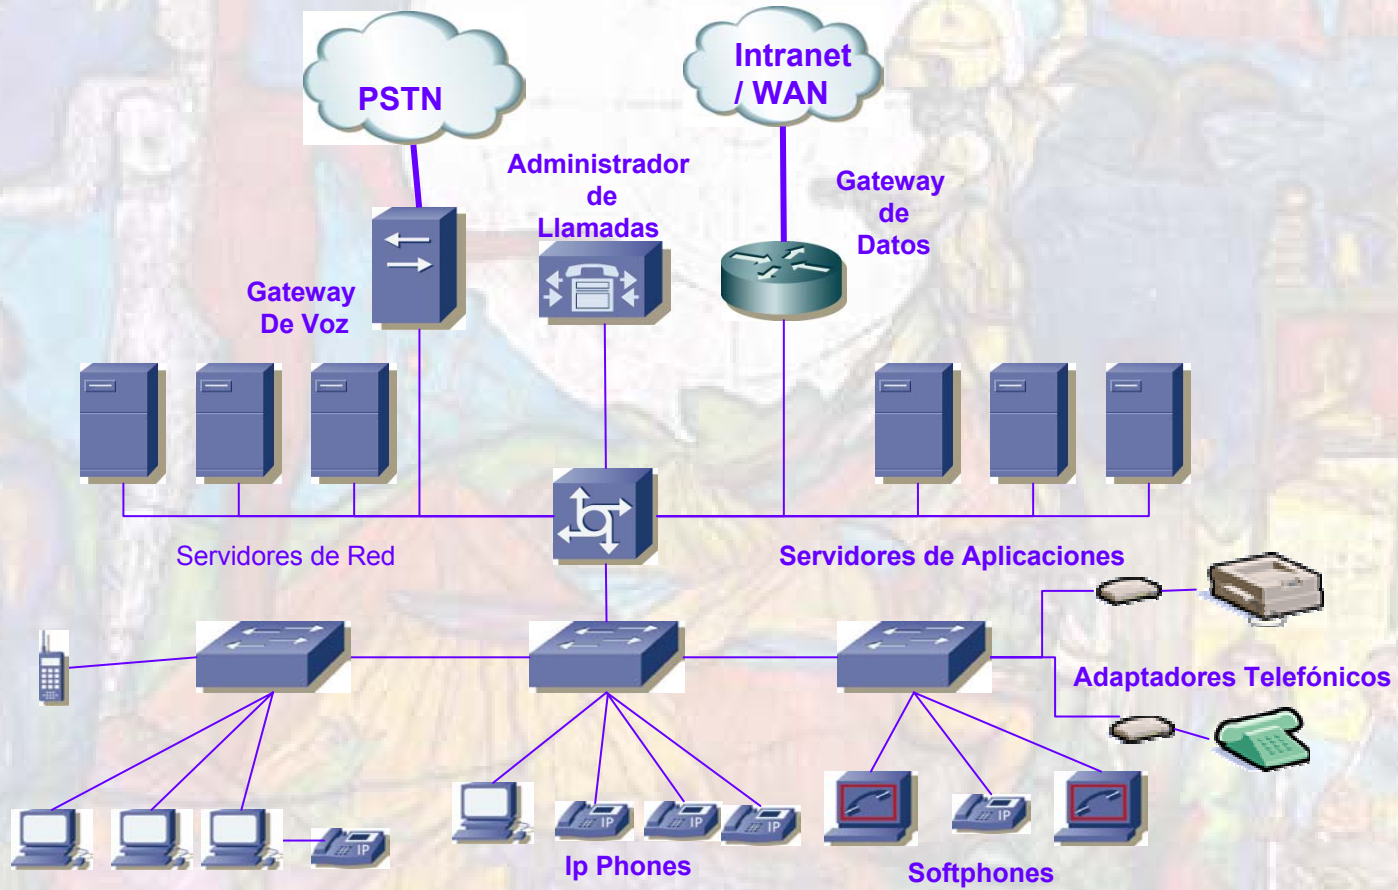 PSTN
Intranet
/ WAN
Administrador
de
Llamadas
Gateway
de
Datos
Gateway
De Voz
Servidores de Red
Servidores de Aplicaciones
Adaptadores Telefónicos
IP
IP
IP
IP
IP
Ip Phones
Softphones